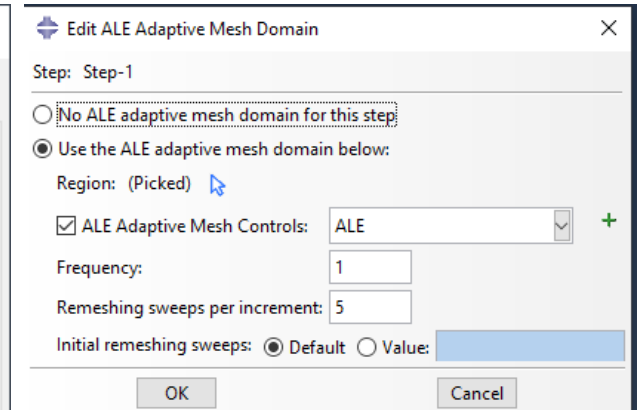 Edit ALE Adaptive Mesh Domain
Step: Step-1
No ALE adaptive mesh domain for this step
Use the ALE adaptive mesh domain below:
Region: (Picked)
ALE Adaptive Mesh Controls: ALE
Frequency: 1
Remeshing sweeps per increment: 5
Initial remeshing sweeps: Default Value:
OK Cancel